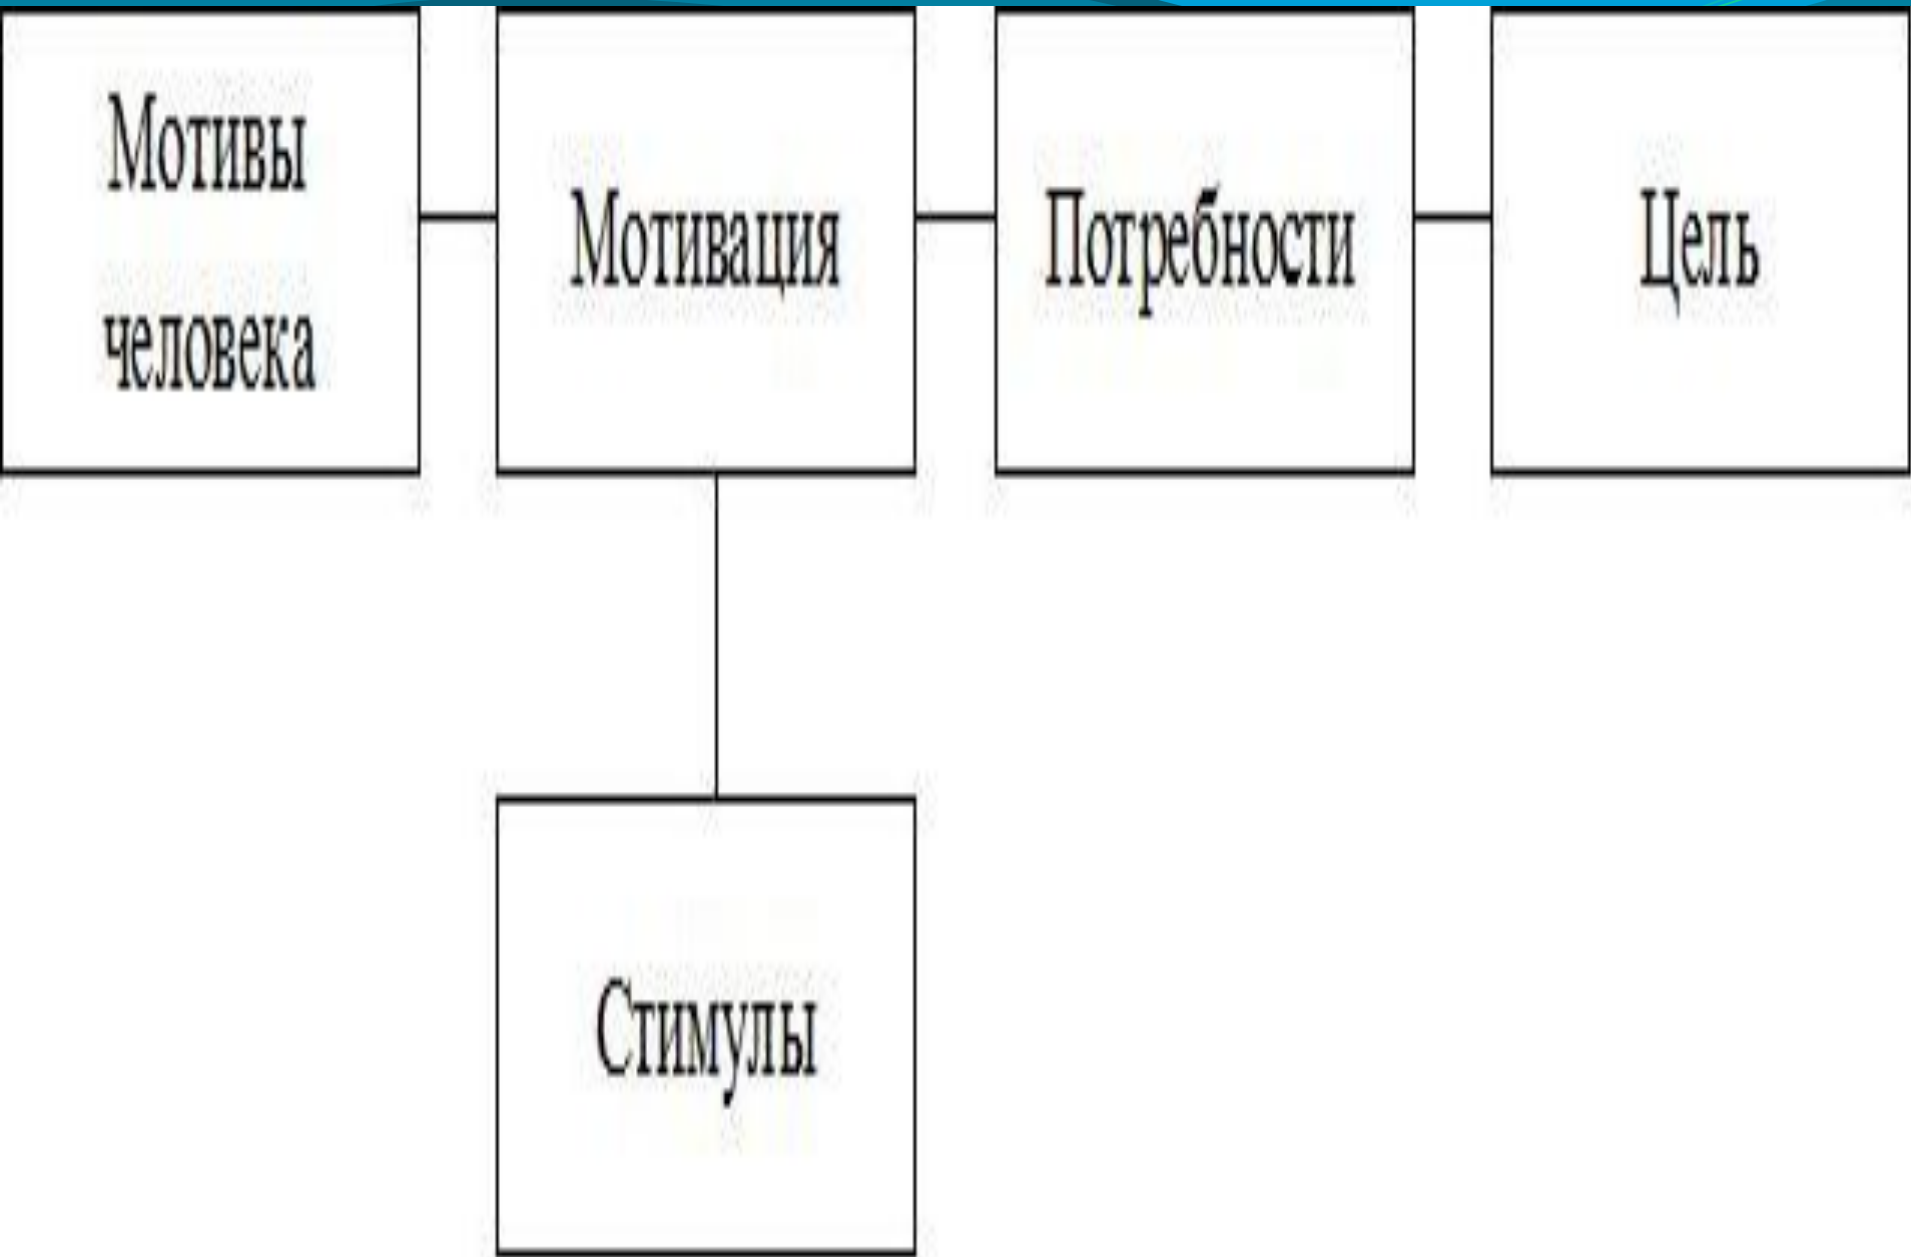 Мотивы
человека
Мотивация
Потребности
Цель
Стимулы